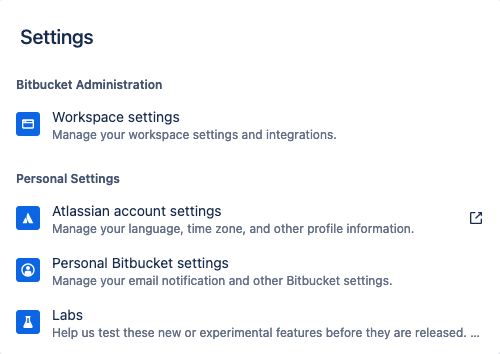 Settings
Bitbucket Administration
Workspace settings
Manage your workspace settings and integrations.
Personal Settings
Atlassian account settings
Manage your language, time zone, and other profile information.
Personal Bitbucket settings
Manage your email notification and other Bitbucket settings.
Labs
Help us test these new or experimental features before they are released. ...